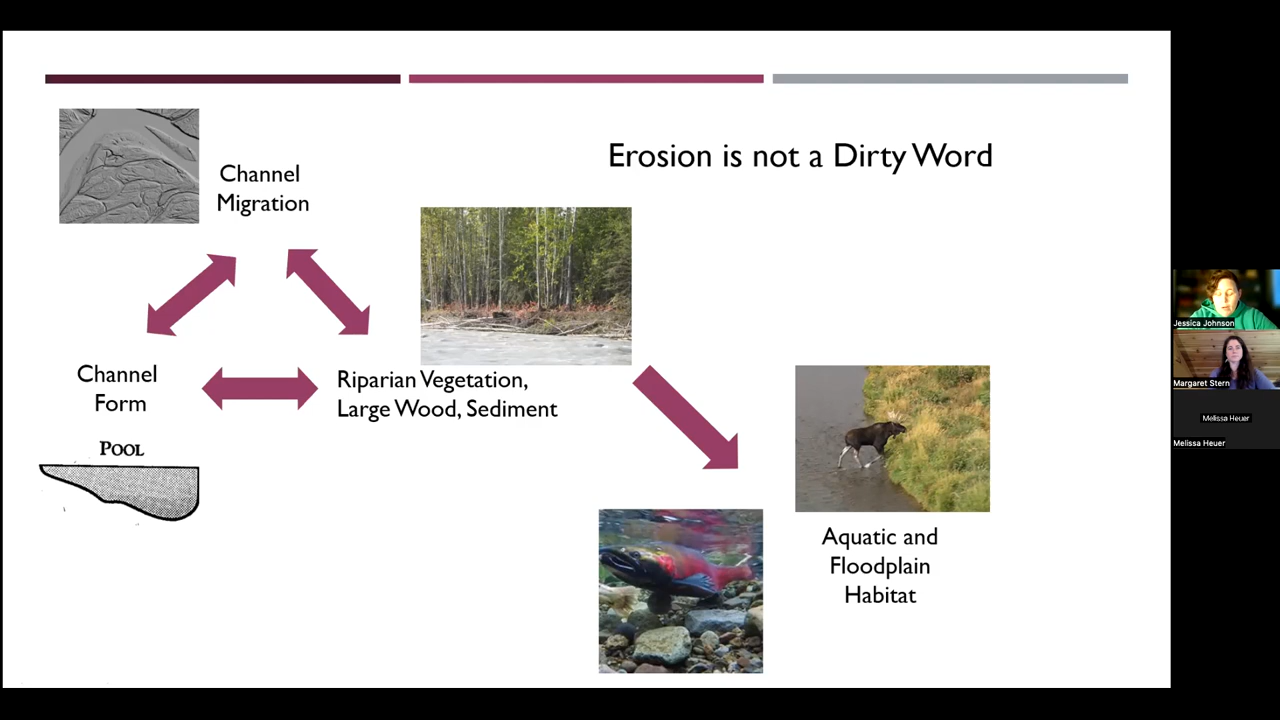 Erosion is not a Dirty Word
Channel
Migration
Channel
Form
Riparian Vegetation,
Large Wood, Sediment
POOL
Aquatic and
Floodplain
Habitat
Jessica Johnson
Margaret Stern
Melissa Heuer
Melissa Heuer